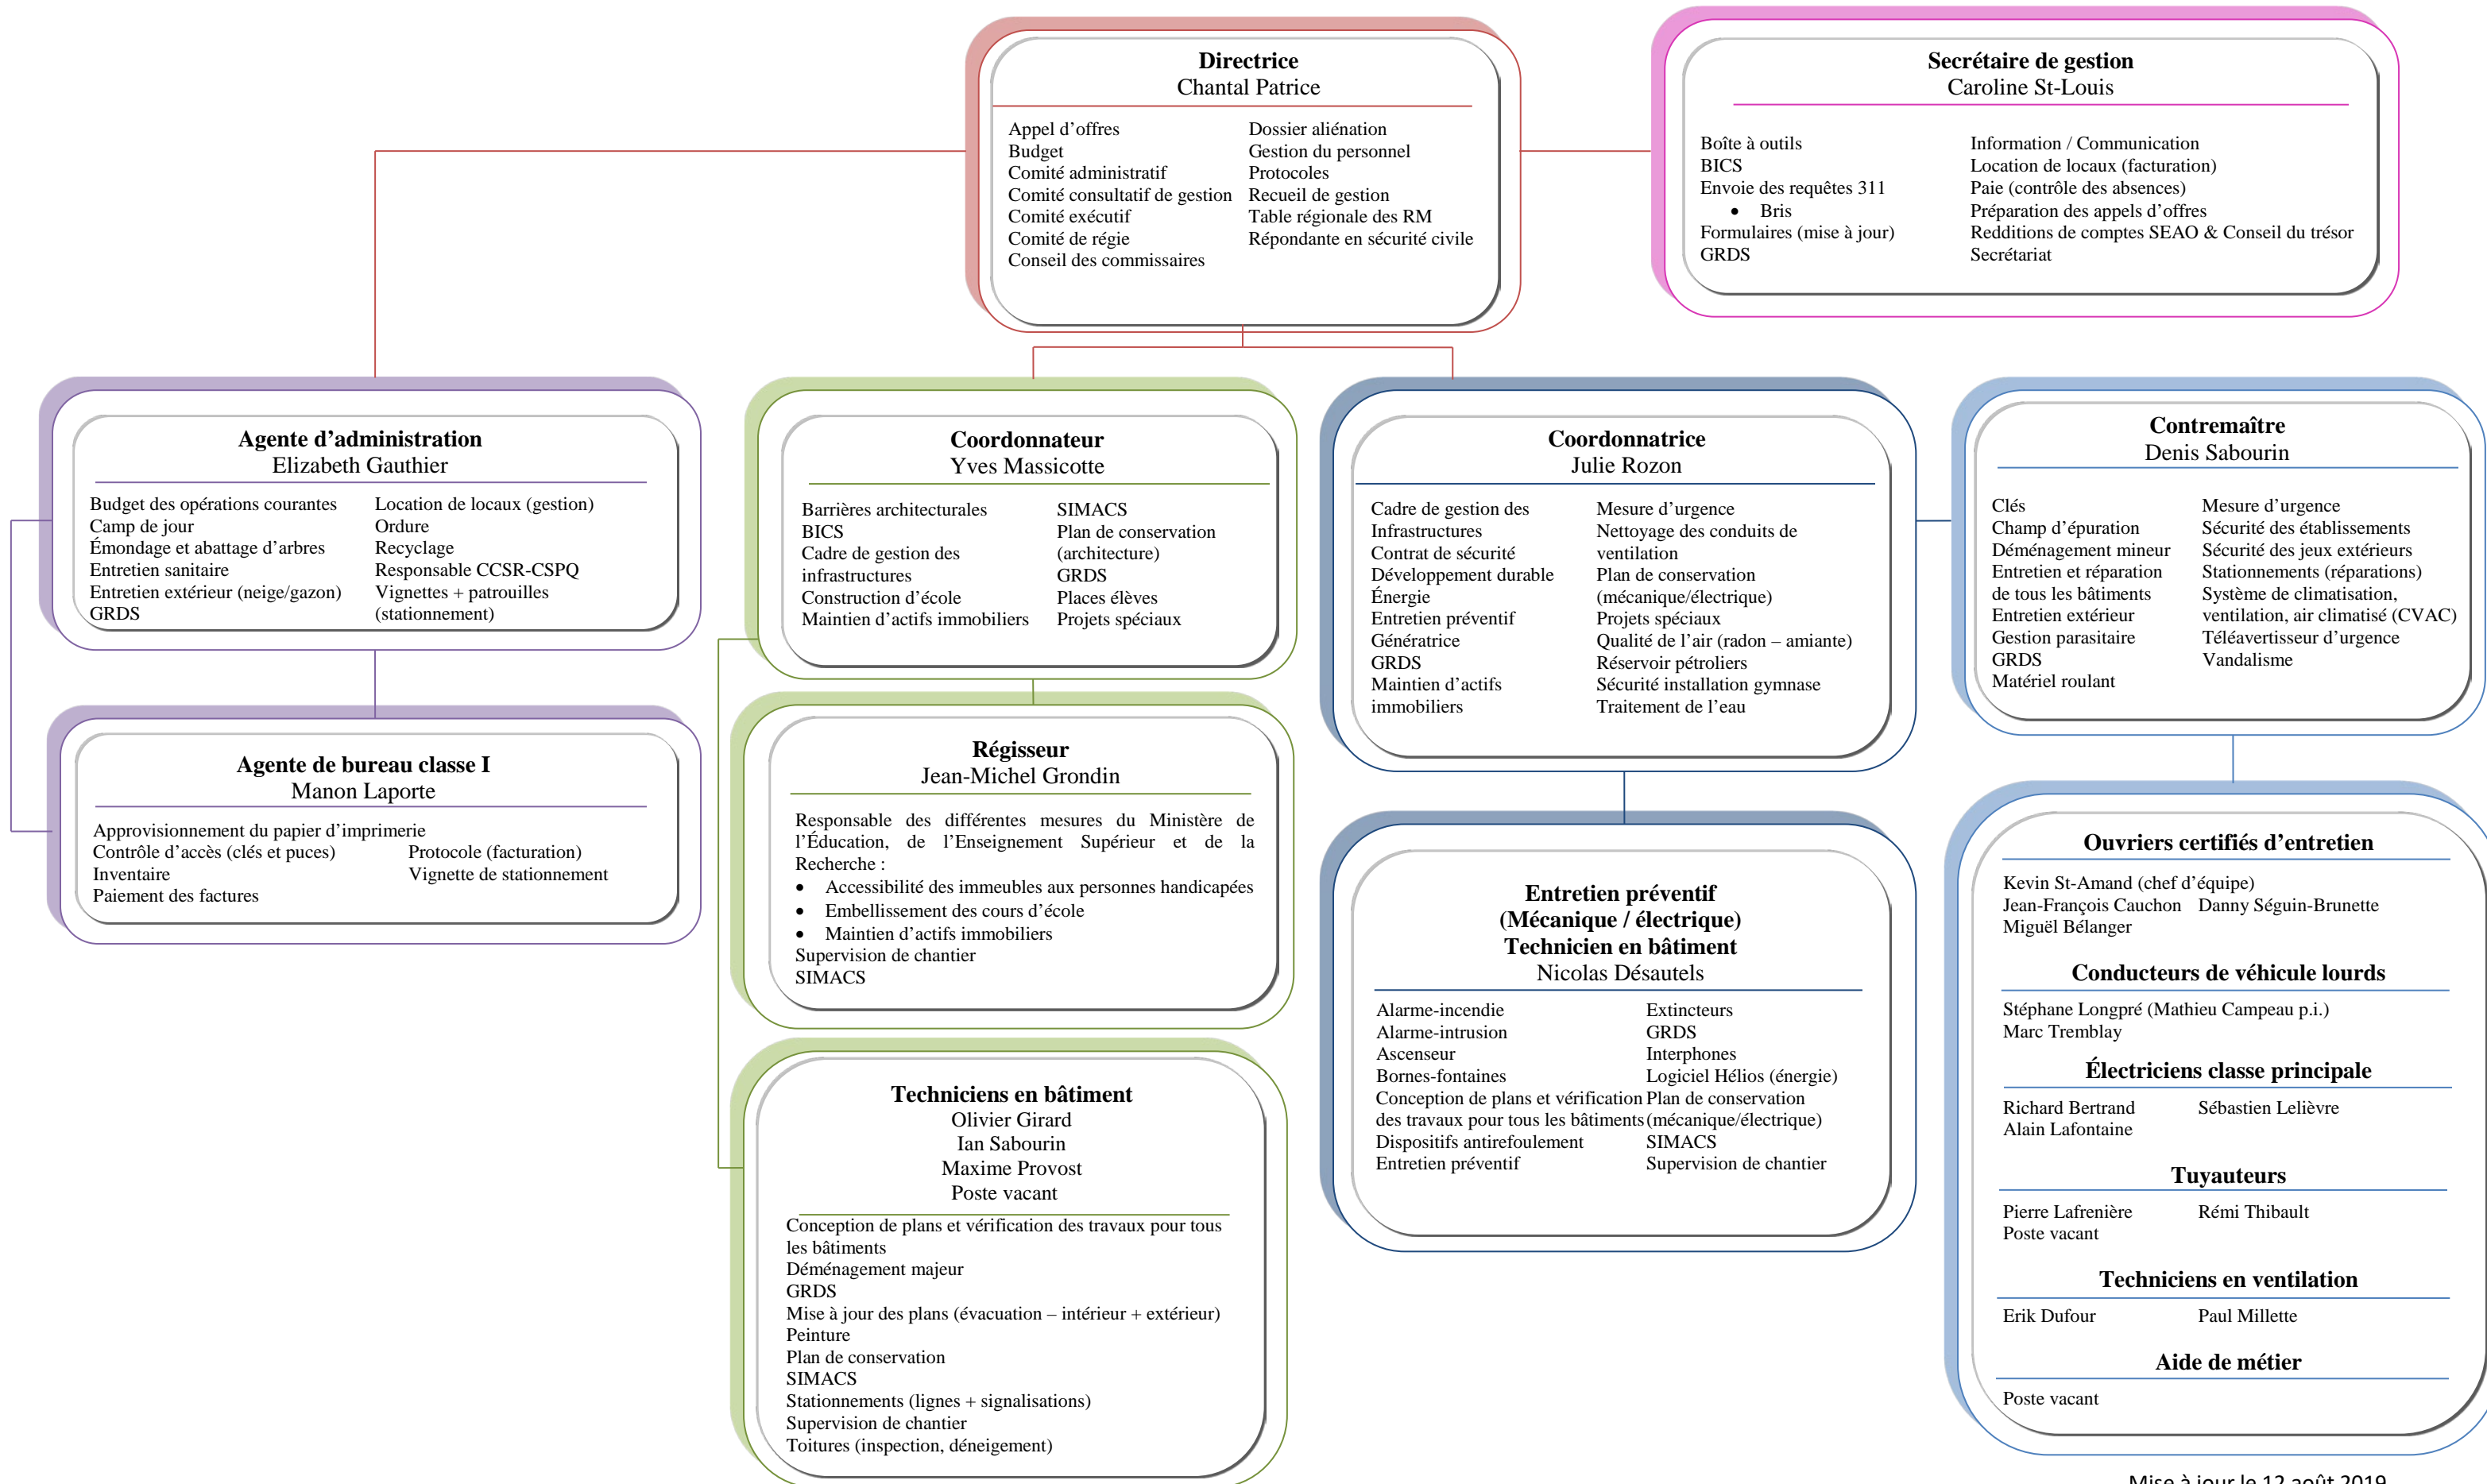 Directrice
Chantal Patrice
Appel d’offres
Budget
Comité administratif
Comité consultatif de gestion
Comité exécutif
Comité de régie
Conseil des commissaires
Dossier aliénation
Gestion du personnel
Protocoles
Recueil de gestion
Table régionale des RM
Répondante en sécurité civile
Secrétaire de gestion
Caroline St-Louis
Boîte à outils
BICS
Envoie des requêtes 311
• Bris
Formulaires (mise à jour)
GRDS
Information / Communication
Location de locaux (facturation)
Paie (contrôle des absences)
Préparation des appels d’offres
Redditions de comptes SEAO & Conseil du trésor
Secrétariat
Agente d’administration
Elizabeth Gauthier
Budget des opérations courantes
Camp de jour
Émondage et abattage d’arbres
Entretien sanitaire
Entretien extérieur (neige/gazon)
GRDS
Location de locaux (gestion)
Ordure
Recyclage
Responsable CCSR-CSPQ
Vignettes + patrouilles
(stationnement)
Agente de bureau classe I
Manon Laporte
Approvisionnement du papier d’imprimerie
Contrôle d’accès (clés et puces)
Inventaire
Paiement des factures
Protocole (facturation)
Vignette de stationnement
Coordonnateur
Yves Massicotte
Barrières architecturales
BICS
Cadre de gestion des
infrastructures
Construction d’école
Maintien d’actifs immobiliers
SIMACS
Plan de conservation
(architecture)
GRDS
Places élèves
Projets spéciaux
Régisseur
Jean-Michel Grondin
Responsable des différentes mesures du Ministère de
l’Éducation, de l’Enseignement Supérieur et de la
Recherche :
• Accessibilité des immeubles aux personnes handicapées
• Embellissement des cours d’école
• Maintien d’actifs immobiliers
Supervision de chantier
SIMACS
Techniciens en bâtiment
Olivier Girard
Ian Sabourin
Maxime Provost
Poste vacant
Conception de plans et vérification des travaux pour tous
les bâtiments
Déménagement majeur
GRDS
Mise à jour des plans (évacuation – intérieur + extérieur)
Peinture
Plan de conservation
SIMACS
Stationnements (lignes + signalisations)
Supervision de chantier
Toitures (inspection, déneigement)
Coordonnatrice
Julie Rozon
Cadre de gestion des
Infrastructures
Contrat de sécurité
Développement durable
Énergie
Entretien préventif
Génératrice
GRDS
Maintien d’actifs
immobiliers
Mesure d’urgence
Nettoyage des conduits de
ventilation
Plan de conservation
(mécanique/électrique)
Projets spéciaux
Qualité de l’air (radon – amiante)
Réservoir pétroliers
Sécurité installation gymnase
Traitement de l’eau
Entretien préventif
(Mécanique / électrique)
Technicien en bâtiment
Nicolas Désautels
Alarme-incendie
Alarme-intrusion
Ascenseur
Bornes-fontaines
Conception de plans et vérification
des travaux pour tous les bâtiments
Dispositifs antirefoulement
Entretien préventif
Extincteurs
GRDS
Interphones
Logiciel Hélios (énergie)
Plan de conservation
(mécanique/électrique)
SIMACS
Supervision de chantier
Contremaître
Denis Sabourin
Clés
Champ d’épuration
Déménagement mineur
Entretien et réparation
de tous les bâtiments
Entretien extérieur
Gestion parasitaire
GRDS
Matériel roulant
Mesure d’urgence
Sécurité des établissements
Sécurité des jeux extérieurs
Stationnements (réparations)
Système de climatisation,
ventilation, air climatisé (CVAC)
Téléavertisseur d’urgence
Vandalisme
Ouvriers certifiés d’entretien
Kevin St-Amand (chef d’équipe)
Jean-François Cauchon Danny Séguin-Brunette
Miguël Bélanger
Conducteurs de véhicule lourds
Stéphane Longpré (Mathieu Campeau p.i.)
Marc Tremblay
Électriciens classe principale
Richard Bertrand Sébastien Lelièvre
Alain Lafontaine
Tuyauteurs
Pierre Lafrenière Rémi Thibault
Poste vacant
Techniciens en ventilation
Erik Dufour Paul Millette
Aide de métier
Poste vacant
Mise à jour le 12 août 2019